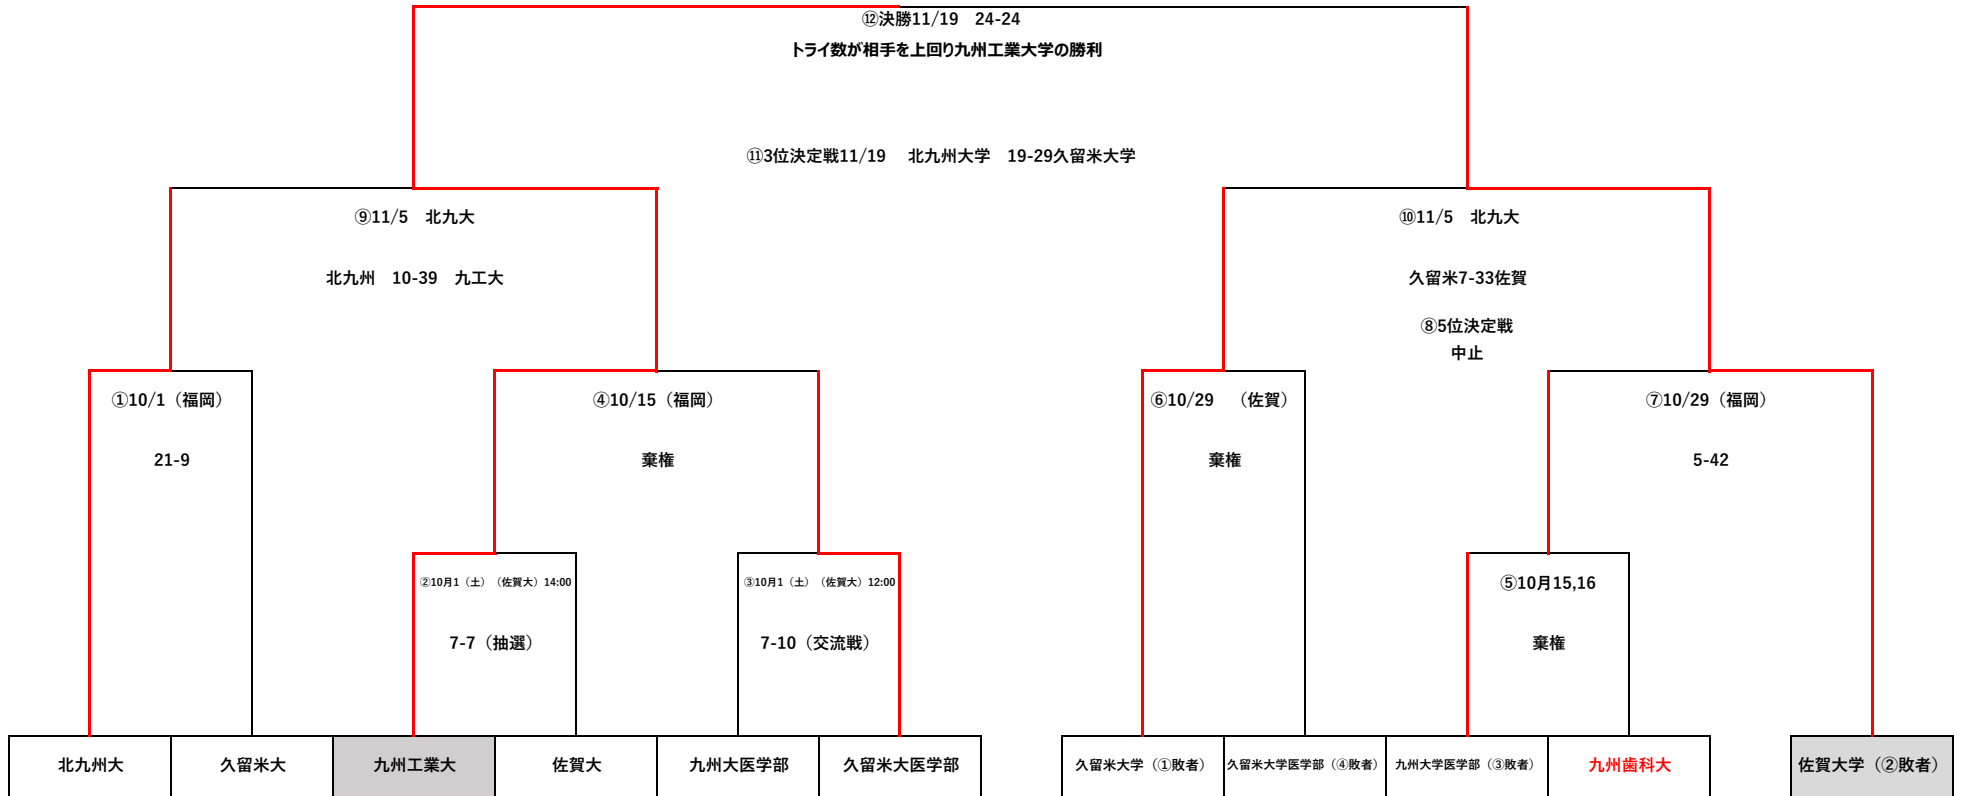 ⑫決勝11/19　24-24
トライ数が相手を上回り九州工業大学の勝利
⑪3位決定戦11/19　北九州大学　19-29久留米大学
⑨11/5　北九大
北九州　10-39　九工大
⑩11/5　北九大
久留米7-33佐賀
⑧5位決定戦
中止
①10/1（福岡）
21-9
④10/15（福岡）
棄権
⑥10/29　（佐賀）
棄権
⑦10/29（福岡）
5-42
②10月1（土）（佐賀大）14:00
7-7（抽選）
③10月1（土）（佐賀大）12:00
7-10（交流戦）
⑤10月15,16
棄権
北九州大
久留米大
九州工業大
佐賀大
九州大医学部
久留米大医学部
久留米大学（①敗者）
久留米大学医学部（④敗者）
九州大学医学部（③敗者）
九州歯科大
佐賀大学（②敗者）